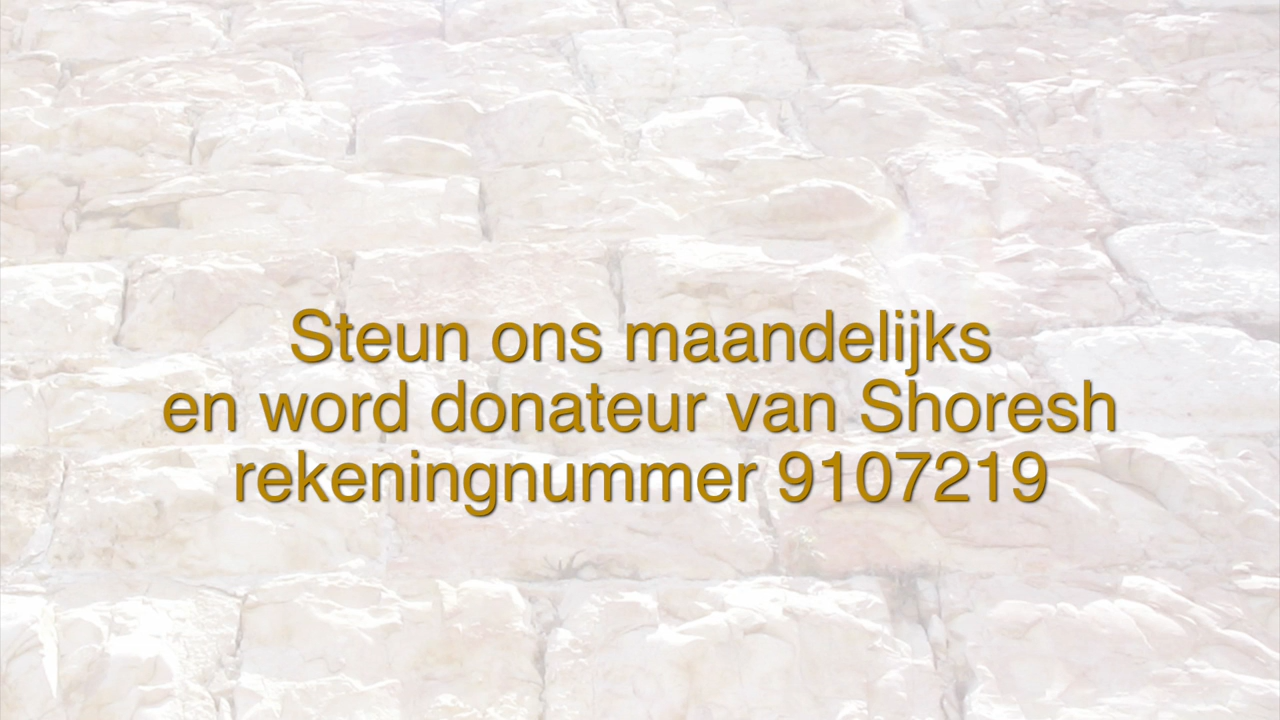 Steun ons maandelijks
en word donateur van Shoresh
rekeningnummer 9107219